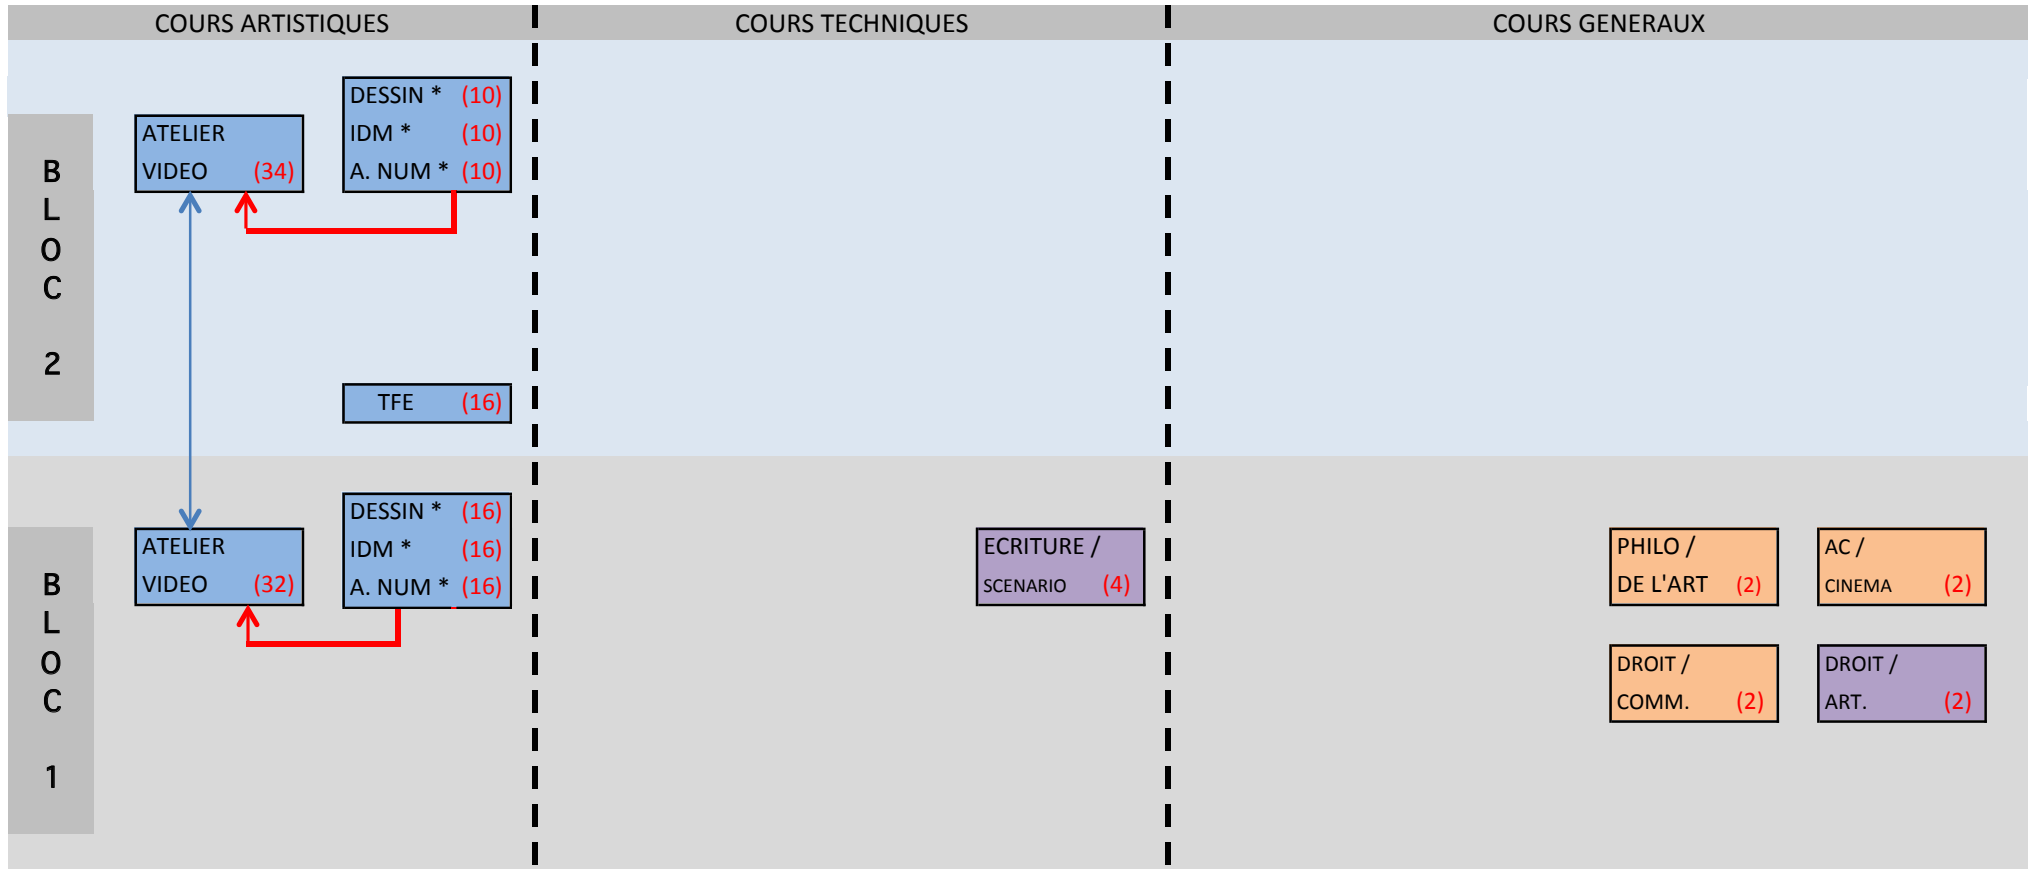 COURS ARTISTIQUES
COURS TECHNIQUES
COURS GENERAUX
BLOC 2
ATELIER
VIDEO (34)
DESSIN * (10)
IDM * (10)
A. NUM * (10)
TFE (16)
BLOC 1
ATELIER
VIDEO (32)
DESSIN * (16)
IDM * (16)
A. NUM * (16)
ECRITURE /
SCENARIO (4)
PHILO /
DE L'ART (2)
AC /
CINEMA (2)
DROIT /
COMM. (2)
DROIT /
ART. (2)